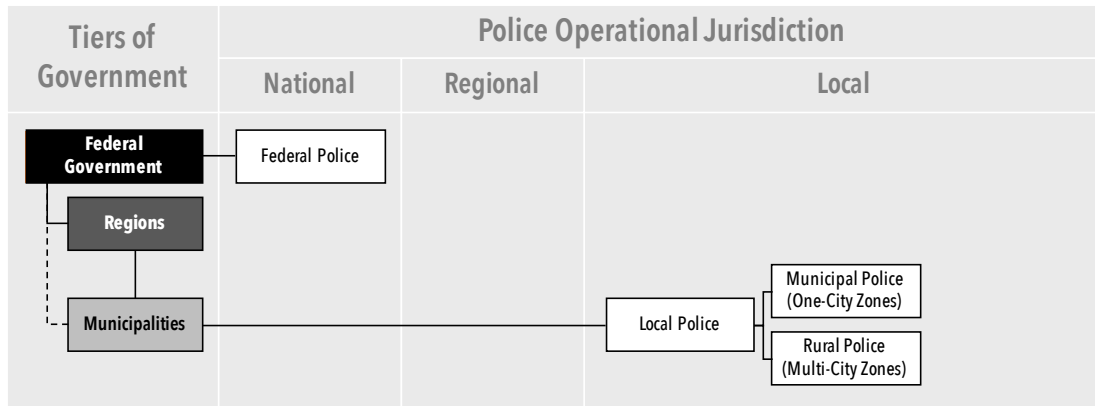 Tiers of
Government
Police Operational Jurisdiction
National
Regional
Local
Federal
Government
Federal Police
Regions
Municipalities
Local Police
Municipal Police
(One-City Zones)
Rural Police
(Multi-City Zones)